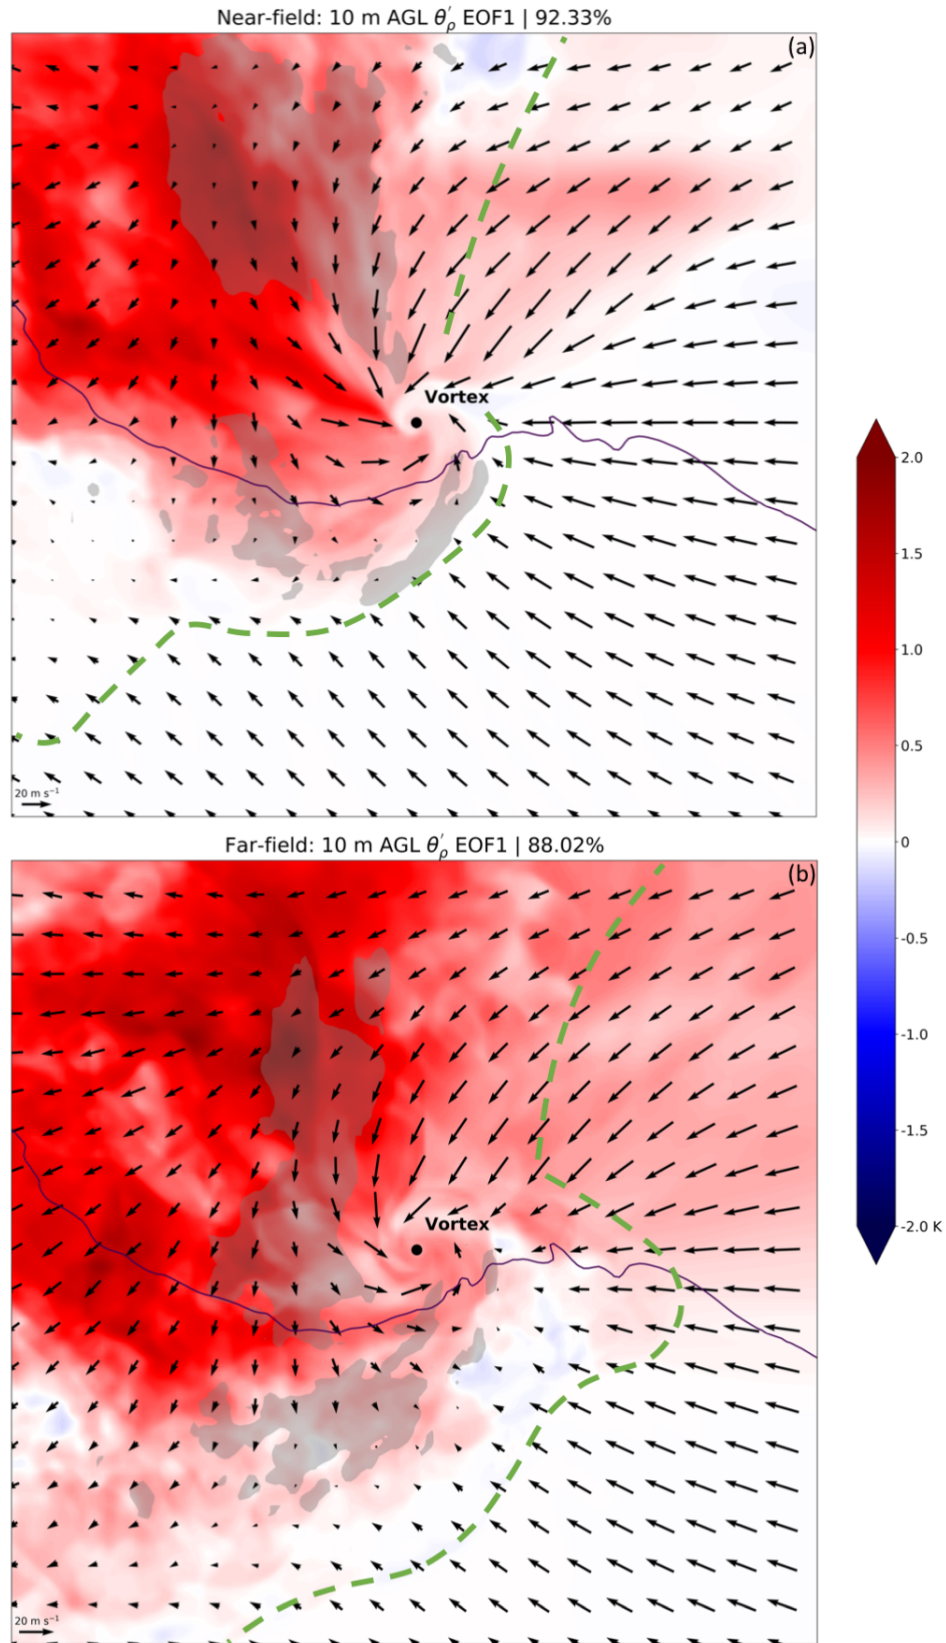 Near-field: 10 m AGL θ′ρ EOF1 | 92.33%
(a)
Vortex
20 m s⁻¹
2.0
1.5
1.0
0.5
0
-0.5
-1.0
-1.5
-2.0 K
Far-field: 10 m AGL θ′ρ EOF1 | 88.02%
(b)
Vortex
20 m s⁻¹